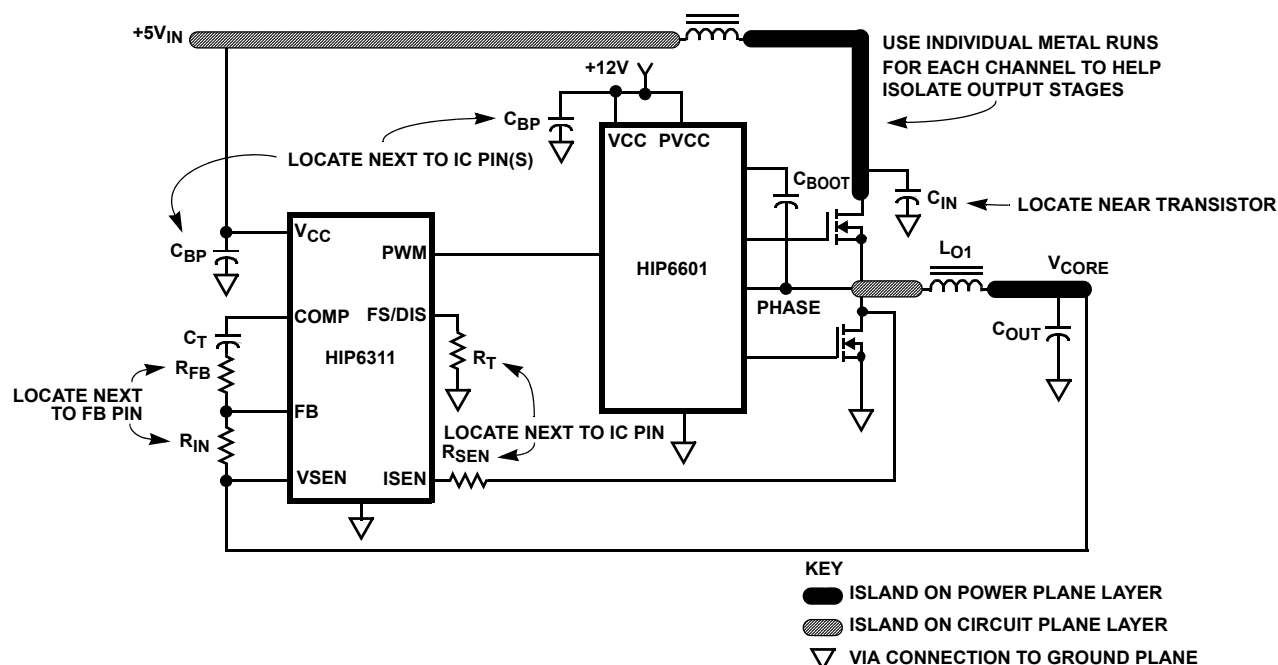 +5VIN
USE INDIVIDUAL METAL RUNS
FOR EACH CHANNEL TO HELP
ISOLATE OUTPUT STAGES
+12V
CBP
VCC PVCC
LOCATE NEXT TO IC PIN(S)
CBOOT
CIN
LOCATE NEAR TRANSISTOR
VCC
CBP
PWM
HIP6601
LO1
VCORE
PHASE
COMP
FS/DIS
CT
COUT
HIP6311
RFB
RT
LOCATE NEXT
TO FB PIN
FB
RIN
LOCATE NEXT TO IC PIN
RSEN
VSEN
ISEN
KEY
ISLAND ON POWER PLANE LAYER
ISLAND ON CIRCUIT PLANE LAYER
VIA CONNECTION TO GROUND PLANE